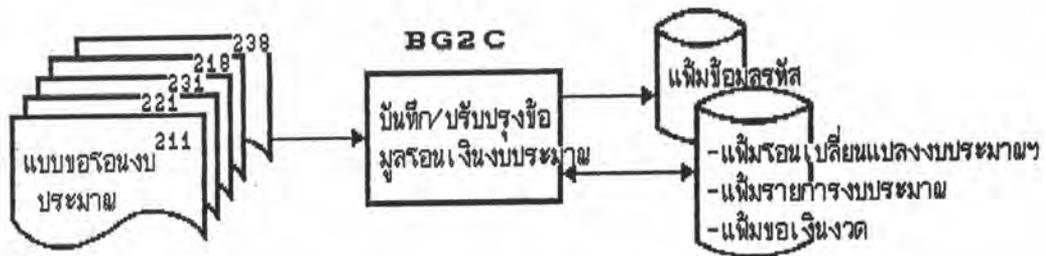 238
218
231
221
211
แบบขอโอนงบ
ประมาณ
BG2C
บันทึก/ปรับปรุงข้อ
มูลโอนเงินงบประมาณ
แฟ้มข้อมูลรหัส
-แฟ้มโอนเปลี่ยนแปลงงบประมาณฯ
-แฟ้มรายการงบประมาณ
-แฟ้มขอเงินงวด